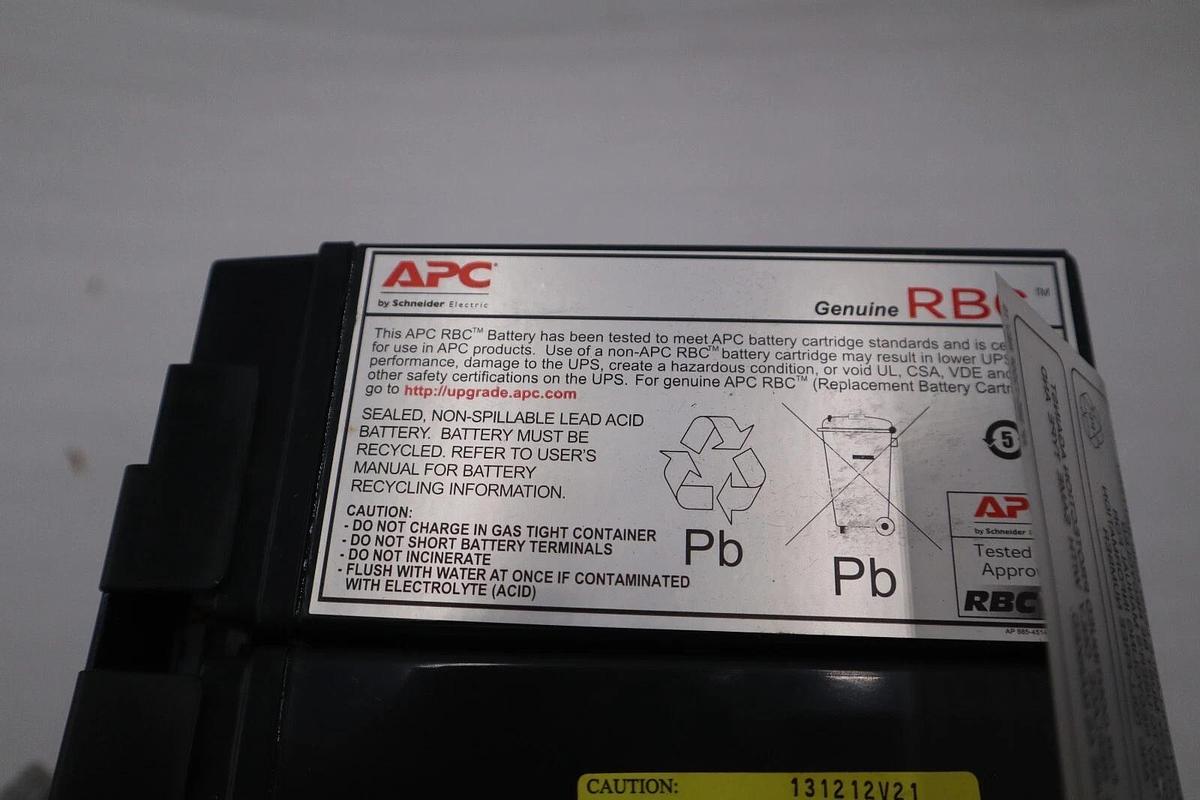 APC
by Schneider Electric
Genuine RBC™
This APC RBC™ Battery has been tested to meet APC battery cartridge standards and is ce
for use in APC products. Use of a non-APC RBC™ battery cartridge may result in lower UPS
performance, damage to the UPS, create a hazardous condition, or void UL, CSA, VDE and
other safety certifications on the UPS. For genuine APC RBC™ (Replacement Battery Cartr
go to http://upgrade.apc.com
SEALED, NON-SPILLABLE LEAD ACID
BATTERY. BATTERY MUST BE
RECYCLED. REFER TO USER'S
MANUAL FOR BATTERY
RECYCLING INFORMATION.
CAUTION:
- DO NOT CHARGE IN GAS TIGHT CONTAINER
- DO NOT SHORT BATTERY TERMINALS
- DO NOT INCINERATE
- FLUSH WITH WATER AT ONCE IF CONTAMINATED
WITH ELECTROLYTE (ACID)
Pb
Pb
5
AP
by Schneider
Tested
Appro
RBC
CAUTION: 131212V21